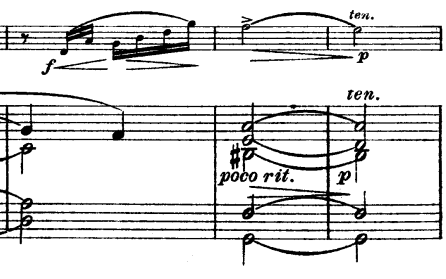 ten.
f p
ten.
poco rit. p